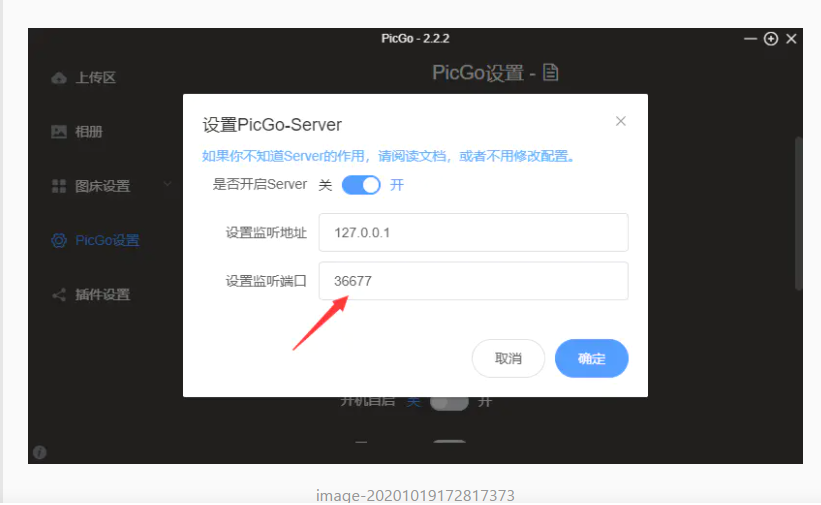 PicGo - 2.2.2
上传区
PicGo设置 -
相册
图床设置
PicGo设置
插件设置
设置PicGo-Server
如果你不知道Server的作用，请阅读文档，或者不用修改配置。
是否开启Server 关 开
设置监听地址 127.0.0.1
设置监听端口 36677
取消 确定
开机自启 关 开
image-20201019172817373